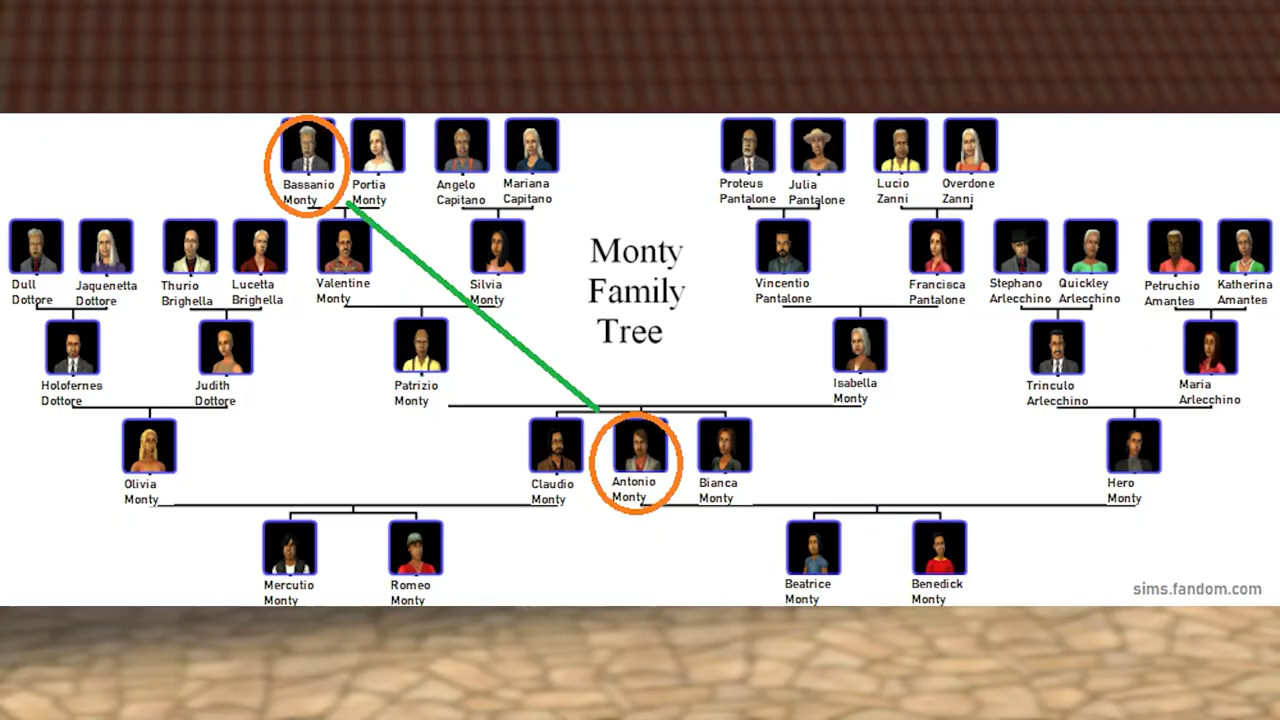 Bassanio
Monty
Portia
Monty
Angelo
Capitano
Mariana
Capitano
Proteus
Pantalone
Julia
Pantalone
Lucio
Zanni
Overdone
Zanni
Dull
Dottore
Jaquenetta
Dottore
Thurio
Brighella
Lucetta
Brighella
Valentine
Monty
Silvia
Monty
Monty
Family
Tree
Vincentio
Pantalone
Francisca
Pantalone
Stephano
Arlecchino
Quickley
Arlecchino
Petruchio
Amantes
Katherina
Amantes
Holofernes
Dottore
Judith
Dottore
Patrizio
Monty
Isabella
Monty
Trinculo
Arlecchino
Maria
Arlecchino
Olivia
Monty
Claudio
Monty
Antonio
Monty
Bianca
Monty
Hero
Monty
Mercutio
Monty
Romeo
Monty
Beatrice
Monty
Benedick
Monty
sims.fandom.com